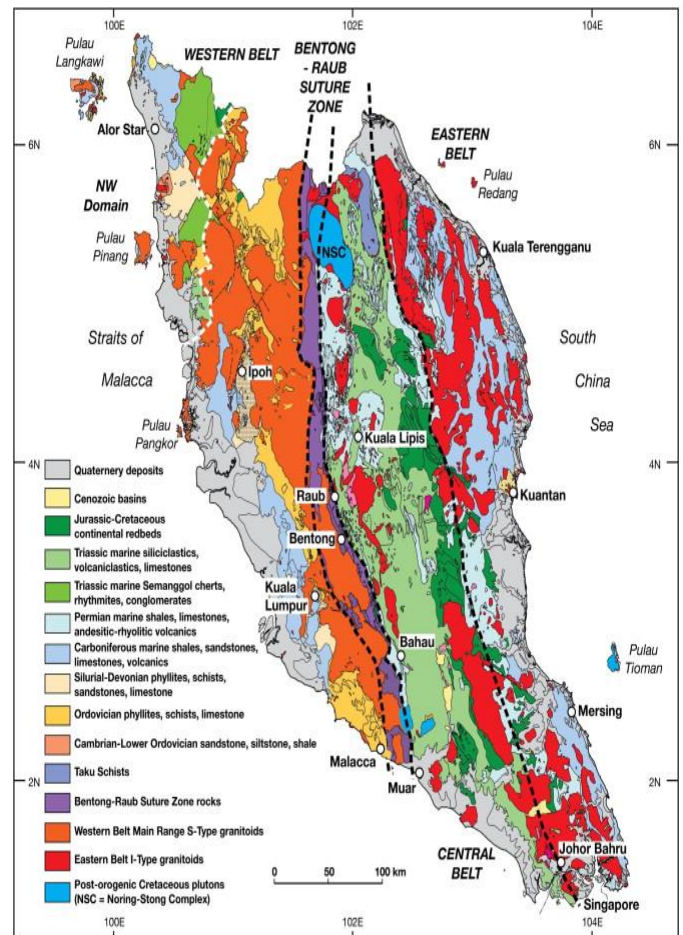 100E
102E
104E
Pulau
Langkawi
WESTERN BELT
BENTONG
- RAUB
SUTURE
ZONE
Alor Star
6N
6N
EASTERN
BELT
NW
Domain
Pulau
Redang
Pulau
Pinang
NSC
Kuala Terengganu
Straits of
Malacca
South
China
Sea
Ipoh
Pulau
Pangkor
Kuala Lipis
4N
4N
Raub
Kuantan
Bentong
Kuala
Lumpur
Bahau
Pulau
Tioman
Mersing
Malacca
Muar
2N
2N
CENTRAL
BELT
Johor Bahru
Singapore
Quaternery deposits
Cenozoic basins
Jurassic-Cretaceous
continental redbeds
Triassic marine siliciclastics,
volcaniclastics, limestones
Triassic marine Semanggol cherts,
rhythmites, conglomerates
Permian marine shales, limestones,
andesitic-rhyolitic volcanics
Carboniferous marine shales, sandstones,
limestones, volcanics
Silurial-Devonian phyllites, schists,
sandstones, limestone
Ordovician phyllites, schists, limestone
Cambrian-Lower Ordovician sandstone, siltstone, shale
Taku Schists
Bentong-Raub Suture Zone rocks
Western Belt Main Range S-Type granitoids
Eastern Belt I-Type granitoids
Post-orogenic Cretaceous plutons
(NSC = Noring-Stong Complex)
0
50
100 km
100E
102E
104E